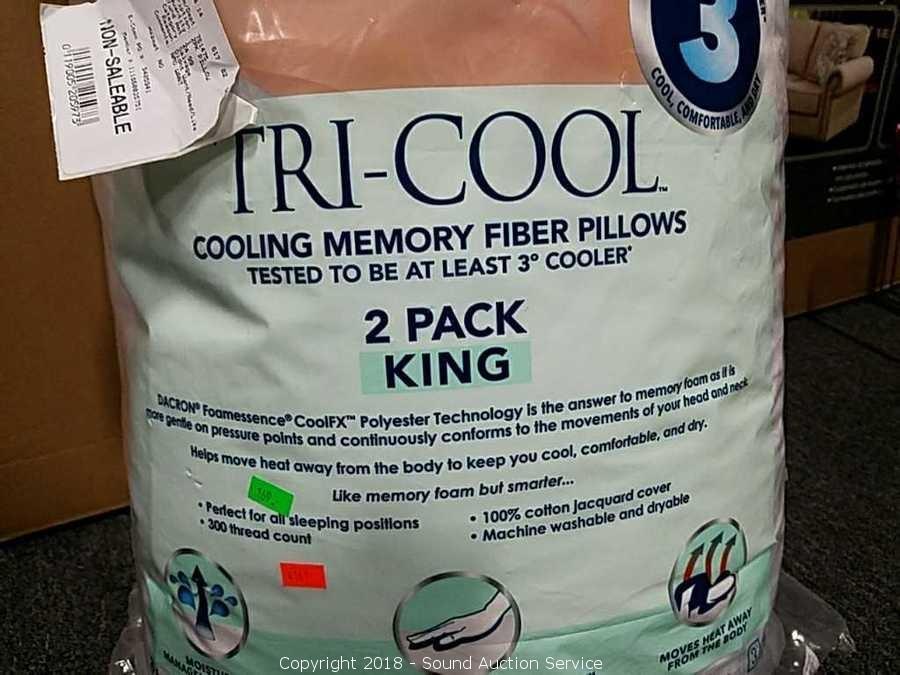 NON-SALEABLE
3
COOL, COMFORTABLE, AND DRY
TRI-COOL™
COOLING MEMORY FIBER PILLOWS
TESTED TO BE AT LEAST 3° COOLER*
2 PACK
KING
DACRON® Foamessence® CoolFX™ Polyester Technology is the answer to memory foam as it is
more gentle on pressure points and continuously conforms to the movements of your head and neck
Helps move heat away from the body to keep you cool, comfortable, and dry.
Like memory foam but smarter...
• Perfect for all sleeping positions
• 300 thread count
• 100% cotton jacquard cover
• Machine washable and dryable
MOVES HEAT AWAY
FROM THE BODY
Copyright 2018 - Sound Auction Service